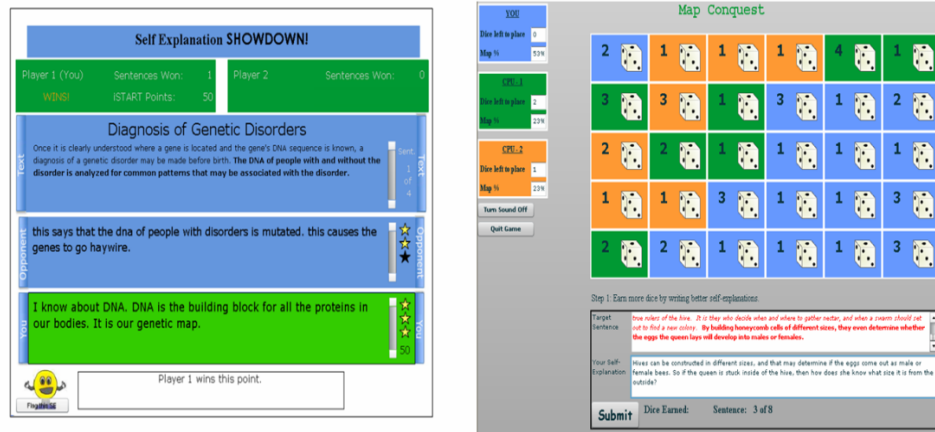 Self Explanation SHOWDOWN!
Player 1 (You) Sentences Won: 1
WINS! iSTART Points: 50
Player 2 Sentences Won: 0
Text
Diagnosis of Genetic Disorders
Once it is clearly understood where a gene is located and the gene's DNA sequence is known, a
diagnosis of a genetic disorder may be made before birth. The DNA of people with and without the
disorder is analyzed for common patterns that may be associated with the disorder.
Sent.
1
of
4
Text
Opponent
this says that the dna of people with disorders is mutated. this causes the
genes to go haywire.
Opponent
You
I know about DNA. DNA is the building block for all the proteins in
our bodies. It is our genetic map.
50
You
Player 1 wins this point.
Map Conquest
YOU
Dice left to place 0
Map % 53%
CPU-1
Dice left to place 2
Map % 23%
CPU-2
Dice left to place 1
Map % 23%
Turn Sound Off
Quit Game
2 1 1 1 4 1
3 3 1 3 1 2
2 2 1 1 1 1
1 1 3 1 1 1
2 2 1 1 1 3
Step 1: Earn more dice by writing better self-explanations.
Target
Sentence
true rulers of the hive. It is they who decide when and where to gather nectar, and when a swarm should set
out to find a new colony. By building honeycomb cells of different sizes, they even determine whether
the eggs the queen lays will develop into males or females.
Your Self-
Explanation
Hives can be constructed in different sizes, and that may determine if the eggs come out as male or
female bees. So if the queen is stuck inside of the hive, then how does she know what size it is from the
outside?
Submit
Dice Earned: Sentence: 3 of 8